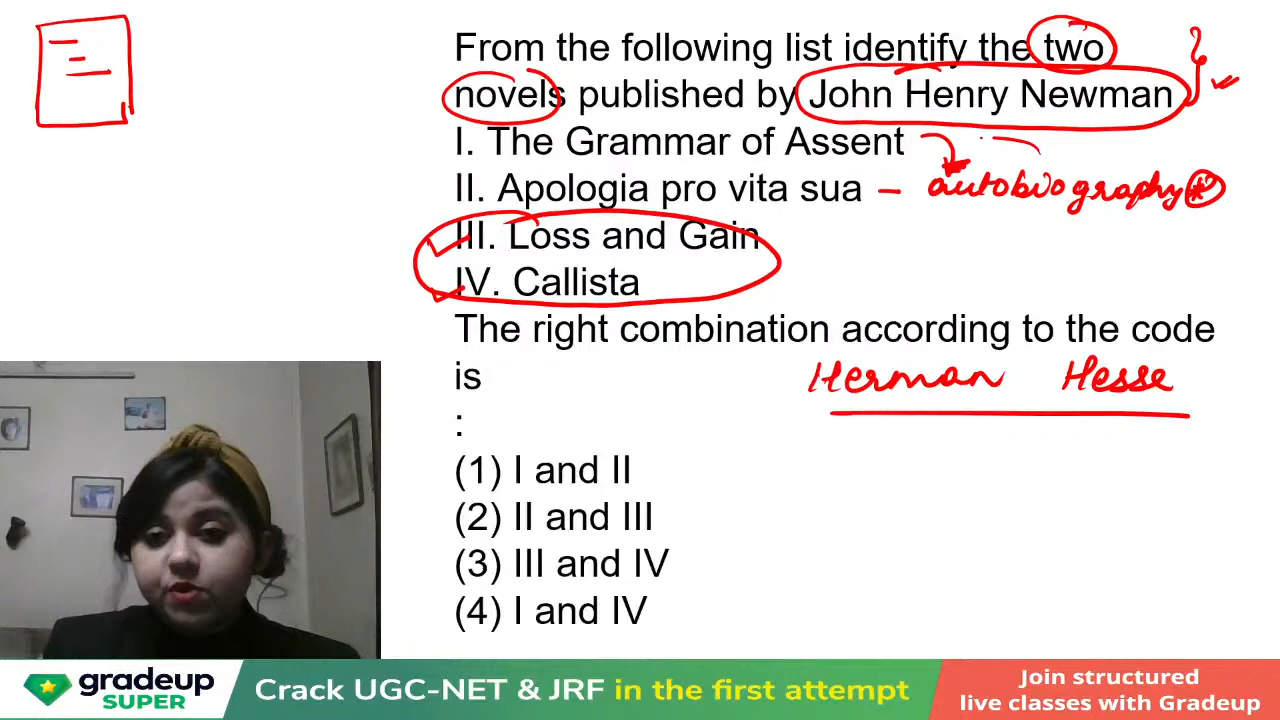 From the following list identify the two
novels published by John Henry Newman
I. The Grammar of Assent
II. Apologia pro vita sua - autobiography
III. Loss and Gain
IV. Callista
The right combination according to the code
is
Herman Hesse
:
(1) I and II
(2) II and III
(3) III and IV
(4) I and IV
gradeup
SUPER
Crack UGC-NET & JRF in the first attempt
Join structured
live classes with Gradeup